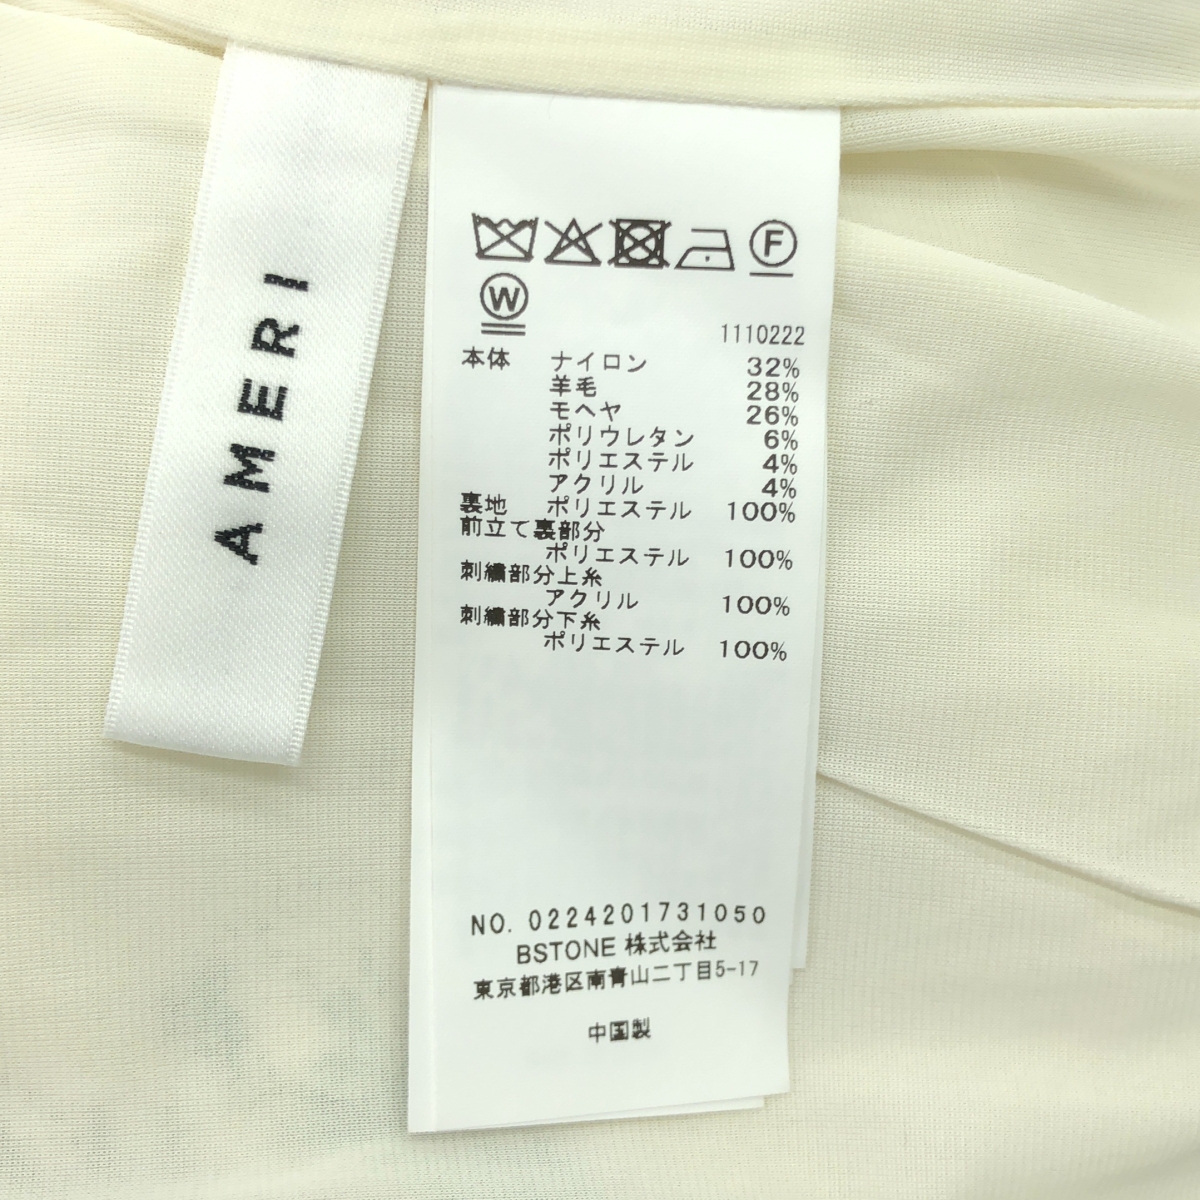 AMERI
F
W
1110222
本体 ナイロン 32%
羊毛 28%
モヘヤ 26%
ポリウレタン 6%
ポリエステル 4%
アクリル 4%
裏地 ポリエステル 100%
前立て裏部分
ポリエステル 100%
刺繍部分上糸
アクリル 100%
刺繍部分下糸
ポリエステル 100%
NO. 0224201731050
BSTONE 株式会社
東京都港区南青山二丁目5-17
中国製